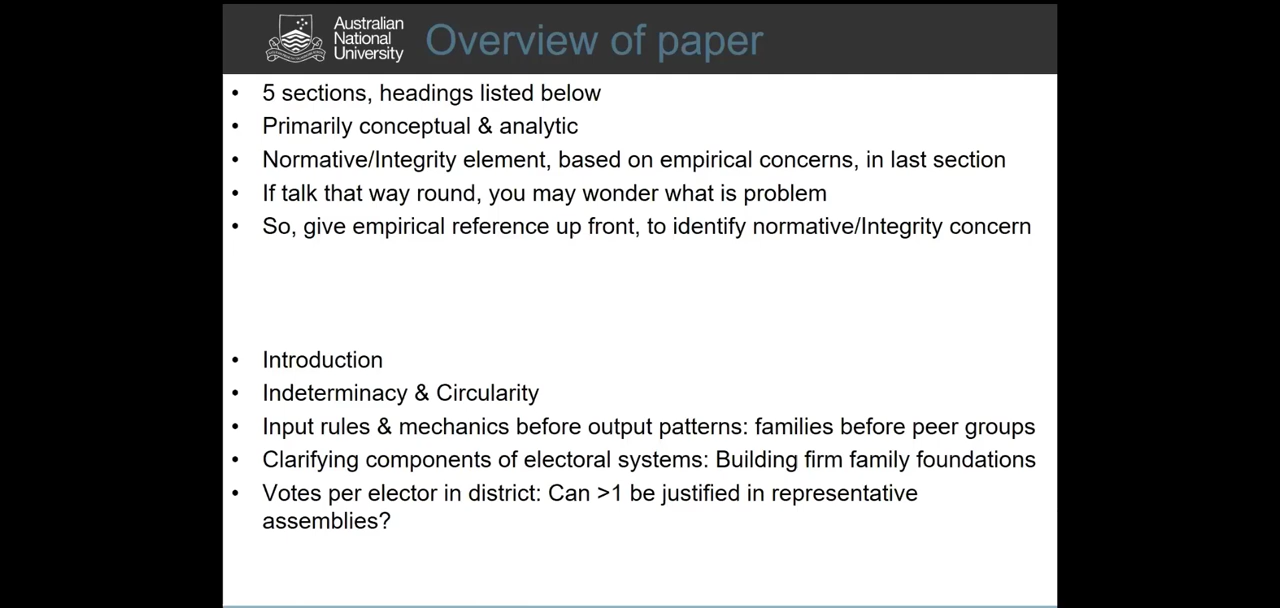 Australian
National
University
Overview of paper
• 5 sections, headings listed below
• Primarily conceptual & analytic
• Normative/Integrity element, based on empirical concerns, in last section
• If talk that way round, you may wonder what is problem
• So, give empirical reference up front, to identify normative/Integrity concern
• Introduction
• Indeterminacy & Circularity
• Input rules & mechanics before output patterns: families before peer groups
• Clarifying components of electoral systems: Building firm family foundations
• Votes per elector in district: Can >1 be justified in representative
assemblies?